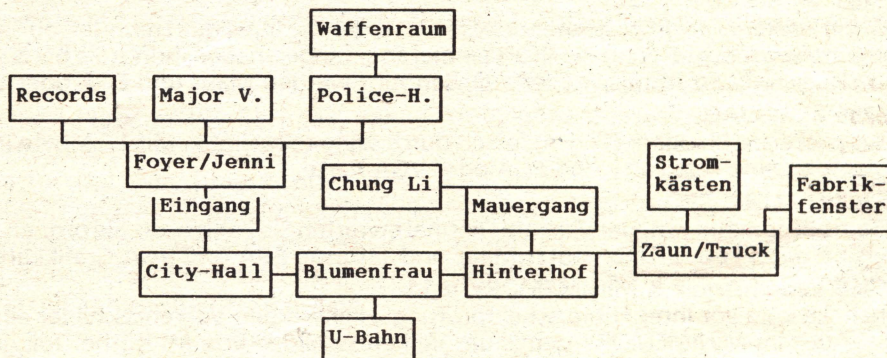 Waffenraum
Records
Major V.
Police-H.
Foyer/Jenni
Chung Li
Strom-
kästen
Fabrik-
fenster
Eingang
Mauergang
City-Hall
Blumenfrau
Hinterhof
Zaun/Truck
U-Bahn